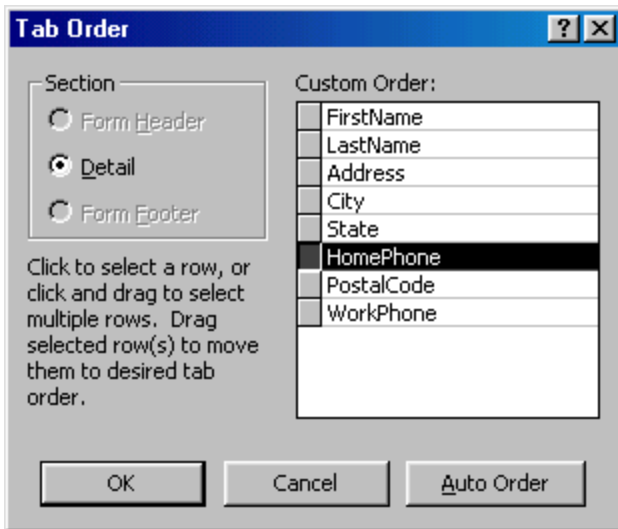 Tab Order
Section
Form Header
Detail
Form Footer
Click to select a row, or
click and drag to select
multiple rows. Drag
selected row(s) to move
them to desired tab
order.
Custom Order:
FirstName
LastName
Address
City
State
HomePhone
PostalCode
WorkPhone
OK
Cancel
Auto Order